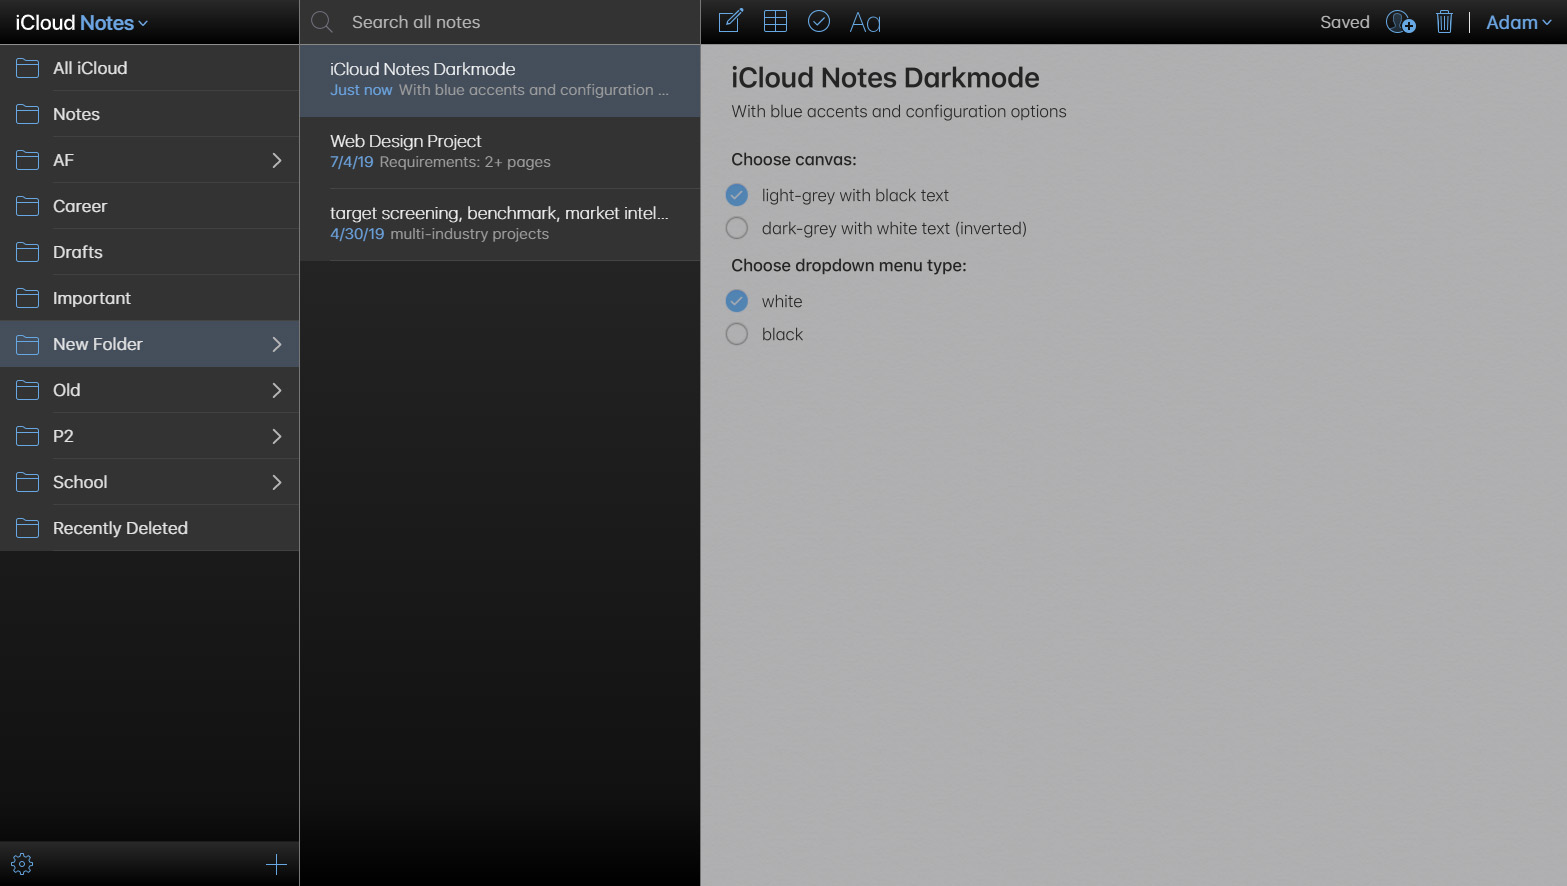 iCloud Notes
All iCloud
Notes
AF
Career
Drafts
Important
New Folder
Old
P2
School
Recently Deleted
Search all notes
iCloud Notes Darkmode
Just now With blue accents and configuration ...
Web Design Project
7/4/19 Requirements: 2+ pages
target screening, benchmark, market intel...
4/30/19 multi-industry projects
Aa
Saved
Adam
iCloud Notes Darkmode
With blue accents and configuration options
Choose canvas:
light-grey with black text
dark-grey with white text (inverted)
Choose dropdown menu type:
white
black